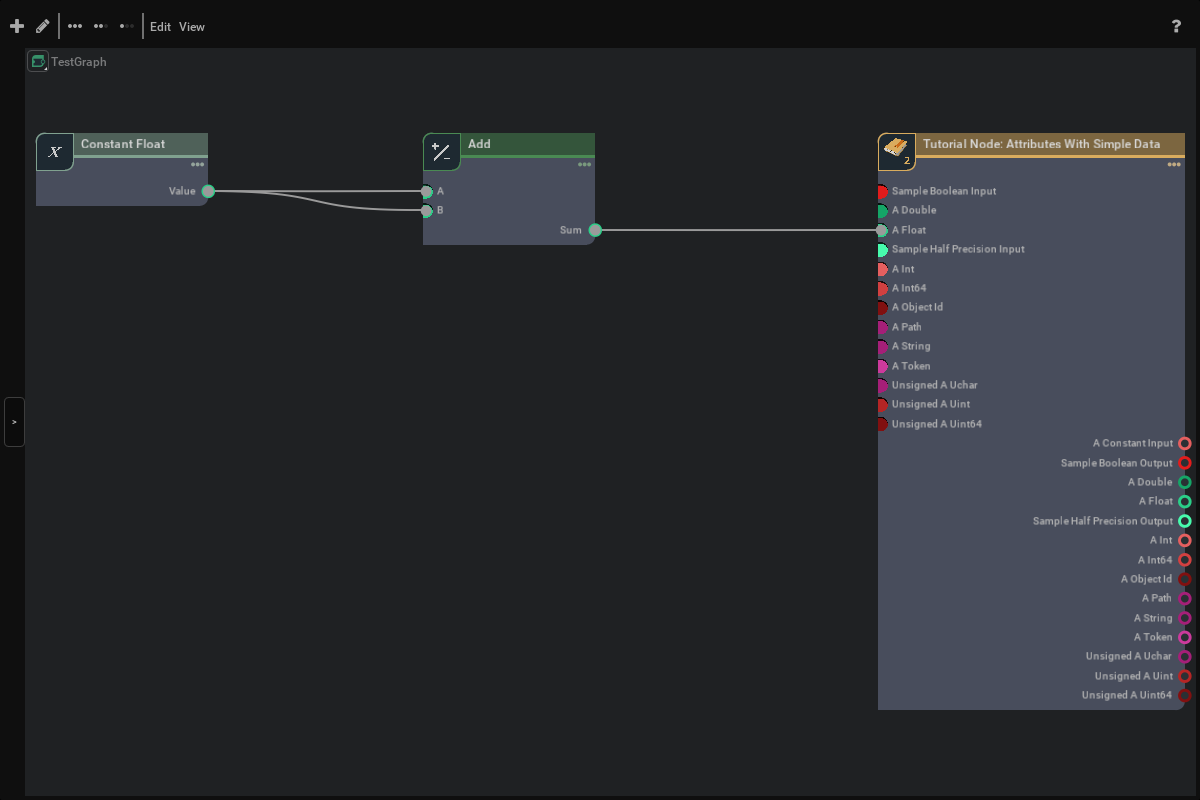 Edit View
?
TestGraph
X Constant Float
Value
Add
A
B
Sum
2
Tutorial Node: Attributes With Simple Data
Sample Boolean Input
A Double
A Float
Sample Half Precision Input
A Int
A Int64
A Object Id
A Path
A String
A Token
Unsigned A Uchar
Unsigned A Uint
Unsigned A Uint64
A Constant Input
Sample Boolean Output
A Double
A Float
Sample Half Precision Output
A Int
A Int64
A Object Id
A Path
A String
A Token
Unsigned A Uchar
Unsigned A Uint
Unsigned A Uint64
>